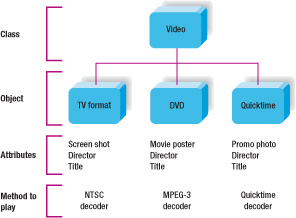 Class
Video
Object
TV format
DVD
Quicktime
Attributes
Screen shot
Director
Title
Movie poster
Director
Title
Promo photo
Director
Title
Method to
play
NTSC
decoder
MPEG-3
decoder
Quicktime
decoder